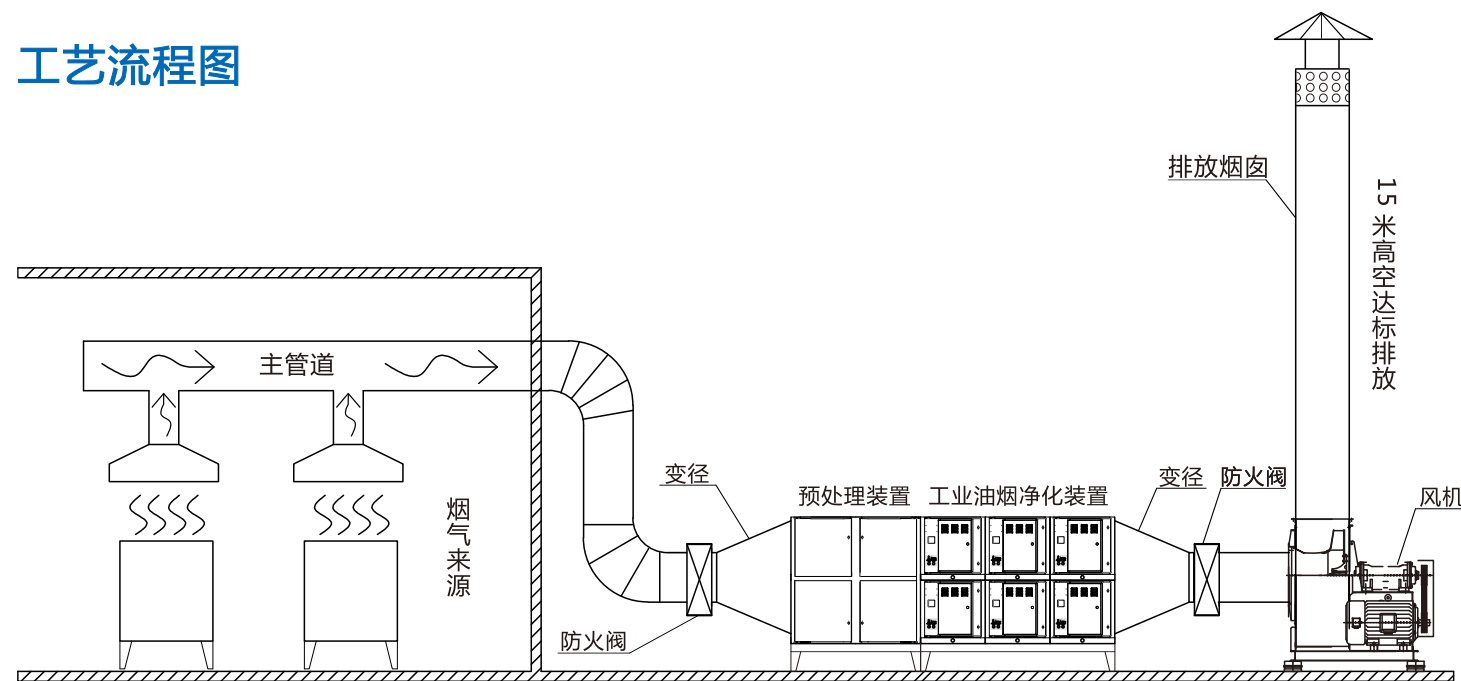 工艺流程图
排放烟囱
15米高空达标排放
主管道
烟气来源
变径
预处理装置
工业油烟净化装置
变径
防火阀
风机
防火阀